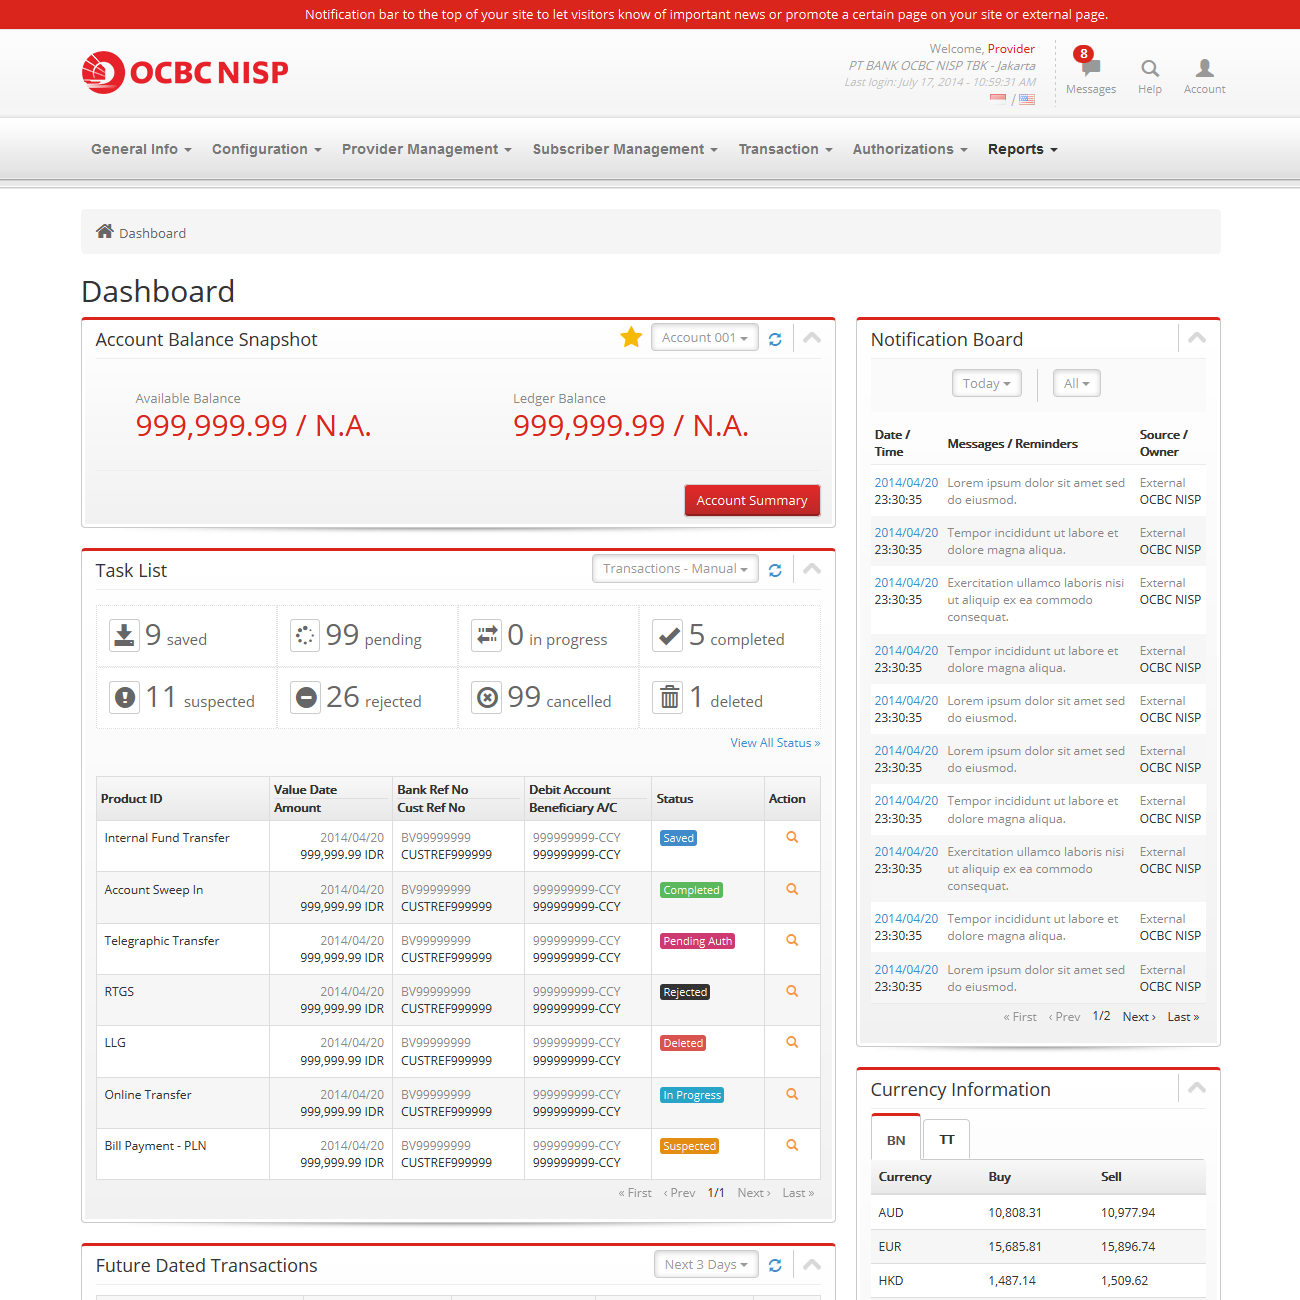 Notification bar to the top of your site to let visitors know of important news or promote a certain page on your site or external page.
OCBC NISP
Welcome, Provider
PT BANK OCBC NISP TBK - Jakarta
Last login: July 17, 2014 - 10:59:31 AM
/
8
Messages
Help
Account
General Info
Configuration
Provider Management
Subscriber Management
Transaction
Authorizations
Reports
Dashboard
Dashboard
Account Balance Snapshot
Account 001
Available Balance
999,999.99 / N.A.
Ledger Balance
999,999.99 / N.A.
Account Summary
Task List
Transactions - Manual
9 saved
99 pending
0 in progress
5 completed
11 suspected
26 rejected
99 cancelled
1 deleted
View All Status »
Product ID
Value Date
Amount
Bank Ref No
Cust Ref No
Debit Account
Beneficiary A/C
Status
Action
Internal Fund Transfer
2014/04/20
999,999.99 IDR
BV99999999
CUSTREF999999
999999999-CCY
999999999-CCY
Saved
Account Sweep In
2014/04/20
999,999.99 IDR
BV99999999
CUSTREF999999
999999999-CCY
999999999-CCY
Completed
Telegraphic Transfer
2014/04/20
999,999.99 IDR
BV99999999
CUSTREF999999
999999999-CCY
999999999-CCY
Pending Auth
RTGS
2014/04/20
999,999.99 IDR
BV99999999
CUSTREF999999
999999999-CCY
999999999-CCY
Rejected
LLG
2014/04/20
999,999.99 IDR
BV99999999
CUSTREF999999
999999999-CCY
999999999-CCY
Deleted
Online Transfer
2014/04/20
999,999.99 IDR
BV99999999
CUSTREF999999
999999999-CCY
999999999-CCY
In Progress
Bill Payment - PLN
2014/04/20
999,999.99 IDR
BV99999999
CUSTREF999999
999999999-CCY
999999999-CCY
Suspected
« First ‹ Prev 1/1 Next › Last »
Future Dated Transactions
Next 3 Days
Notification Board
Today
All
Date /
Time
Messages / Reminders
Source /
Owner
2014/04/20
23:30:35
Lorem ipsum dolor sit amet sed
do eiusmod.
External
OCBC NISP
2014/04/20
23:30:35
Tempor incididunt ut labore et
dolore magna aliqua.
External
OCBC NISP
2014/04/20
23:30:35
Exercitation ullamco laboris nisi
ut aliquip ex ea commodo
consequat.
External
OCBC NISP
2014/04/20
23:30:35
Tempor incididunt ut labore et
dolore magna aliqua.
External
OCBC NISP
2014/04/20
23:30:35
Lorem ipsum dolor sit amet sed
do eiusmod.
External
OCBC NISP
2014/04/20
23:30:35
Lorem ipsum dolor sit amet sed
do eiusmod.
External
OCBC NISP
2014/04/20
23:30:35
Tempor incididunt ut labore et
dolore magna aliqua.
External
OCBC NISP
2014/04/20
23:30:35
Exercitation ullamco laboris nisi
ut aliquip ex ea commodo
consequat.
External
OCBC NISP
2014/04/20
23:30:35
Tempor incididunt ut labore et
dolore magna aliqua.
External
OCBC NISP
2014/04/20
23:30:35
Lorem ipsum dolor sit amet sed
do eiusmod.
External
OCBC NISP
« First ‹ Prev 1/2 Next › Last »
Currency Information
BN
TT
Currency Buy Sell
AUD 10,808.31 10,977.94
EUR 15,685.81 15,896.74
HKD 1,487.14 1,509.62